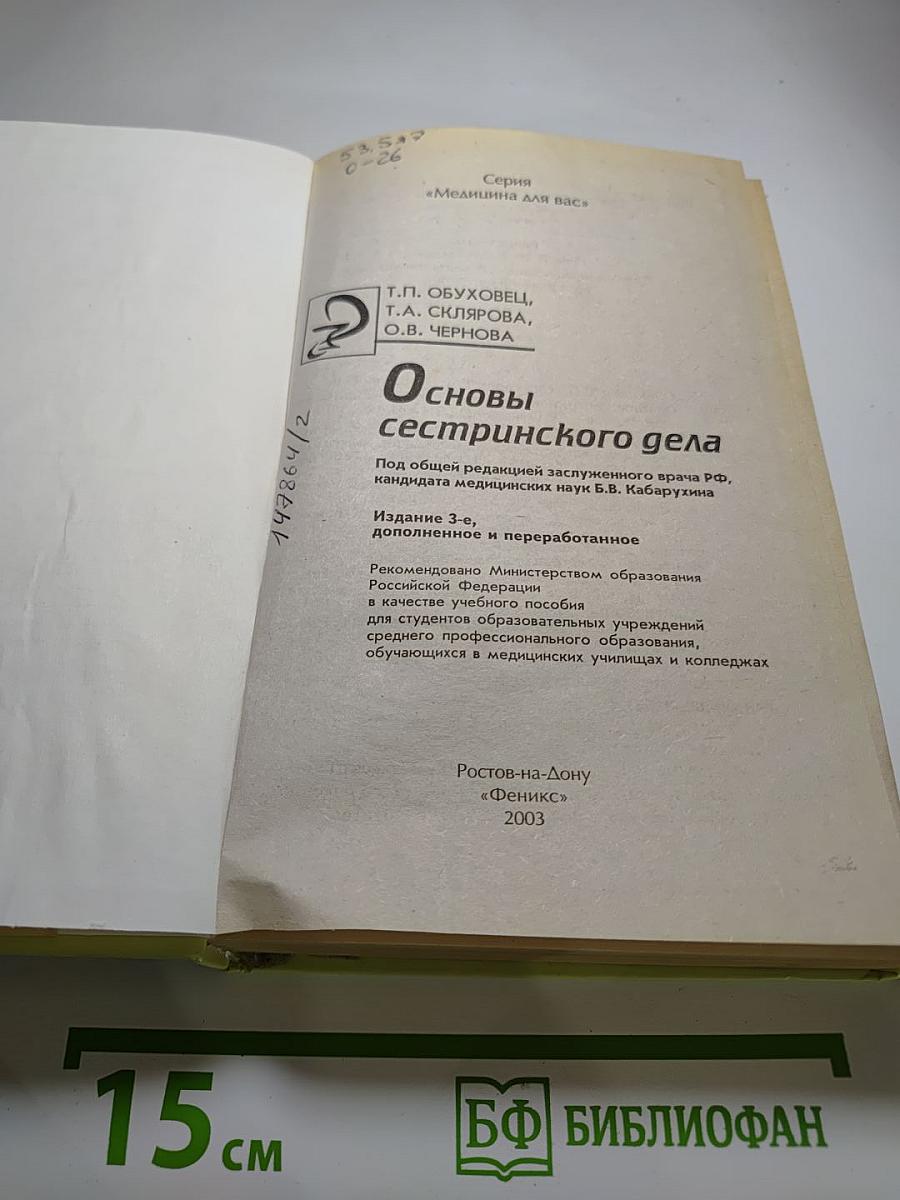 53.5
0-26
Серия
«Медицина для вас»
Т.П. ОБУХОВЕЦ,
Т.А. СКЛЯРОВА,
О.В. ЧЕРНОВА
Основы
сестринского дела
Под общей редакцией заслуженного врача РФ,
кандидата медицинских наук Б.В. Кабарухина
Издание 3-е,
дополненное и переработанное
Рекомендовано Министерством образования
Российской Федерации
в качестве учебного пособия
для студентов образовательных учреждений
среднего профессионального образования,
обучающихся в медицинских училищах и колледжах
147864/2
Ростов-на-Дону
«Феникс»
2003
15 см
БФ БИБЛИОФАН